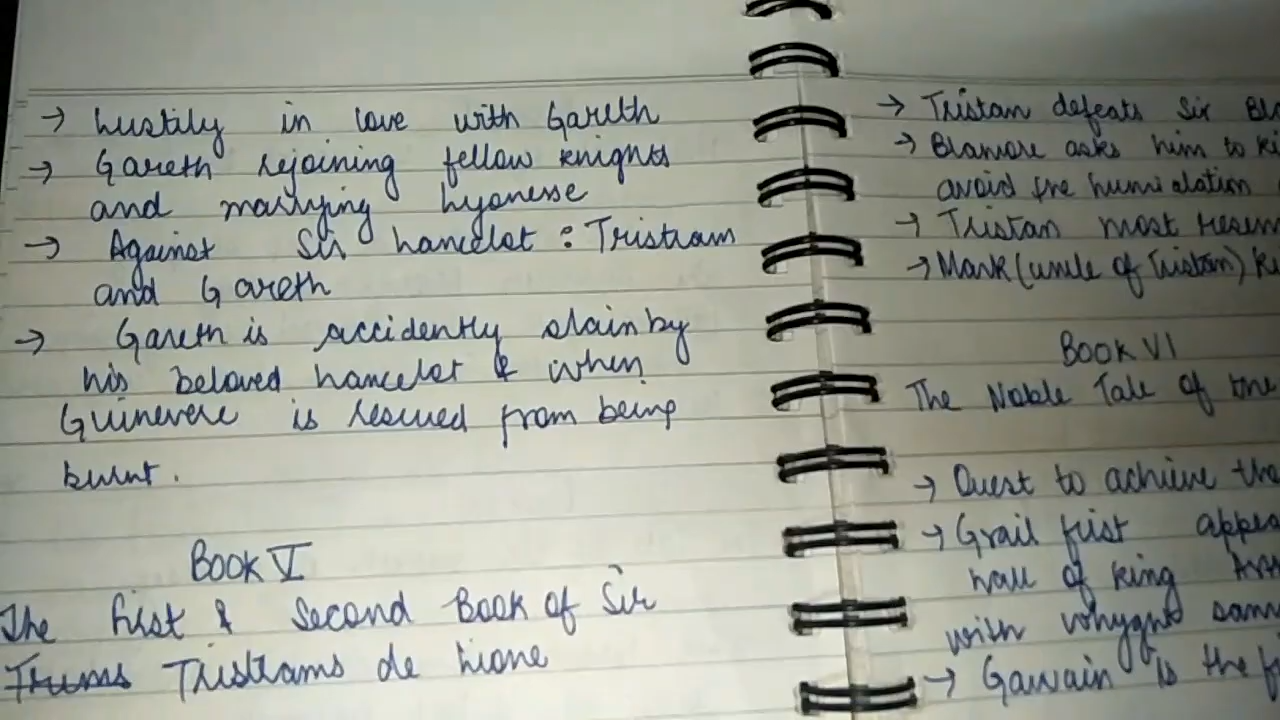 → Lustily in love with Gareth
→ Gareth rejoining fellow knights
and marrying Lyonesse
→ Against Sir Lancelot : Tristram
and Gareth
→ Gareth is accidently slain by
his beloved Lancelot & when
Guinevere is rescued from being
burnt.
Book V
The First & Second Book of Sir
Tristrams de Lione
→ Tristan defeats Sir
→ Blamore asks him to
avoid the humilation
→ Tristan most
→ Mark (uncle of Tristan)
Book VI
The Noble Tale of the
→ Quest to achieve the
→ Grail first
hall of King
with whyght
→ Gawain is the